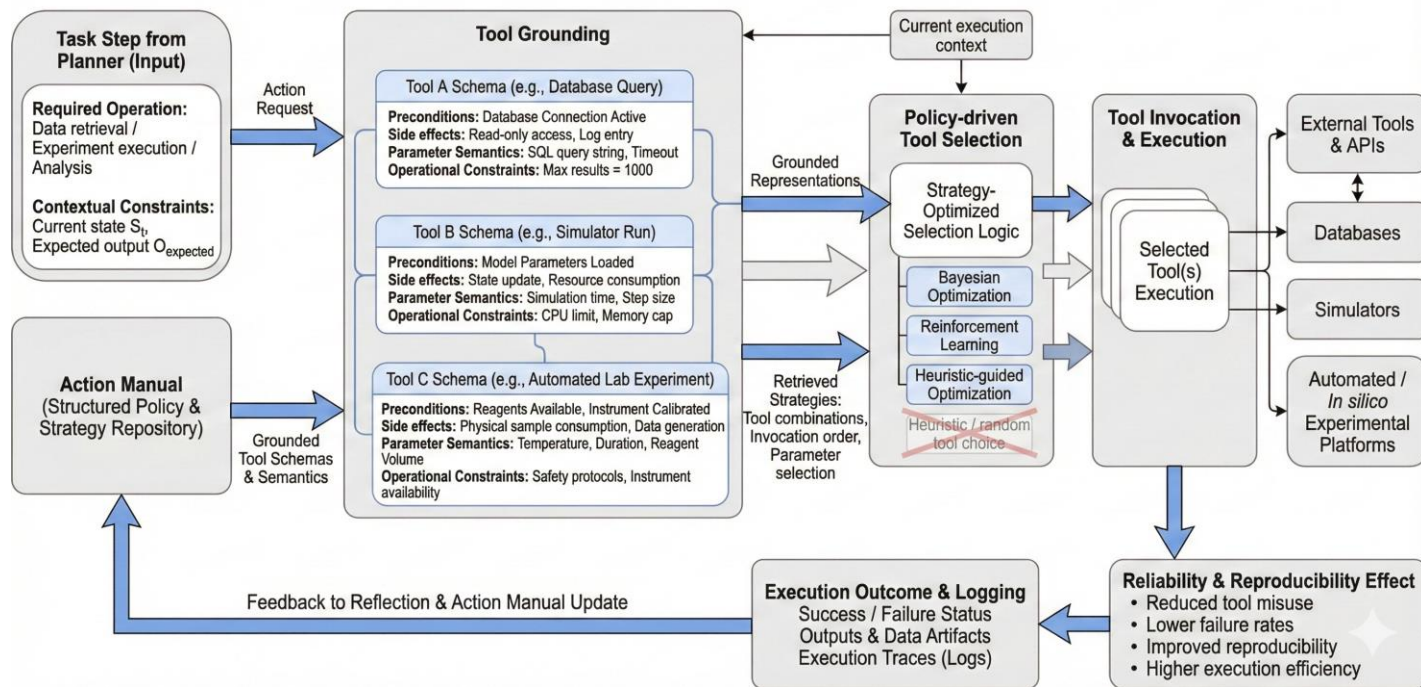 Task Step from
Planner (Input)
Required Operation:
Data retrieval /
Experiment execution /
Analysis
Contextual Constraints:
Current state St,
Expected output Oexpected
Action
Request
Action Manual
(Structured Policy &
Strategy Repository)
Grounded
Tool Schemas
& Semantics
Tool Grounding
Tool A Schema (e.g., Database Query)
Preconditions: Database Connection Active
Side effects: Read-only access, Log entry
Parameter Semantics: SQL query string, Timeout
Operational Constraints: Max results = 1000
Tool B Schema (e.g., Simulator Run)
Preconditions: Model Parameters Loaded
Side effects: State update, Resource consumption
Parameter Semantics: Simulation time, Step size
Operational Constraints: CPU limit, Memory cap
Tool C Schema (e.g., Automated Lab Experiment)
Preconditions: Reagents Available, Instrument Calibrated
Side effects: Physical sample consumption, Data generation
Parameter Semantics: Temperature, Duration, Reagent
Volume
Operational Constraints: Safety protocols, Instrument
availability
Current execution
context
Grounded
Representations
Retrieved
Strategies:
Tool combinations,
Invocation order,
Parameter
selection
Policy-driven
Tool Selection
Strategy-
Optimized
Selection Logic
Bayesian
Optimization
Reinforcement
Learning
Heuristic-guided
Optimization
Heuristic / random
tool choice
Tool Invocation
& Execution
Selected
Tool(s)
Execution
External Tools
& APIs
Databases
Simulators
Automated /
In silico
Experimental
Platforms
Reliability & Reproducibility Effect
• Reduced tool misuse
• Lower failure rates
• Improved reproducibility
• Higher execution efficiency
Execution Outcome & Logging
Success / Failure Status
Outputs & Data Artifacts
Execution Traces (Logs)
Feedback to Reflection & Action Manual Update